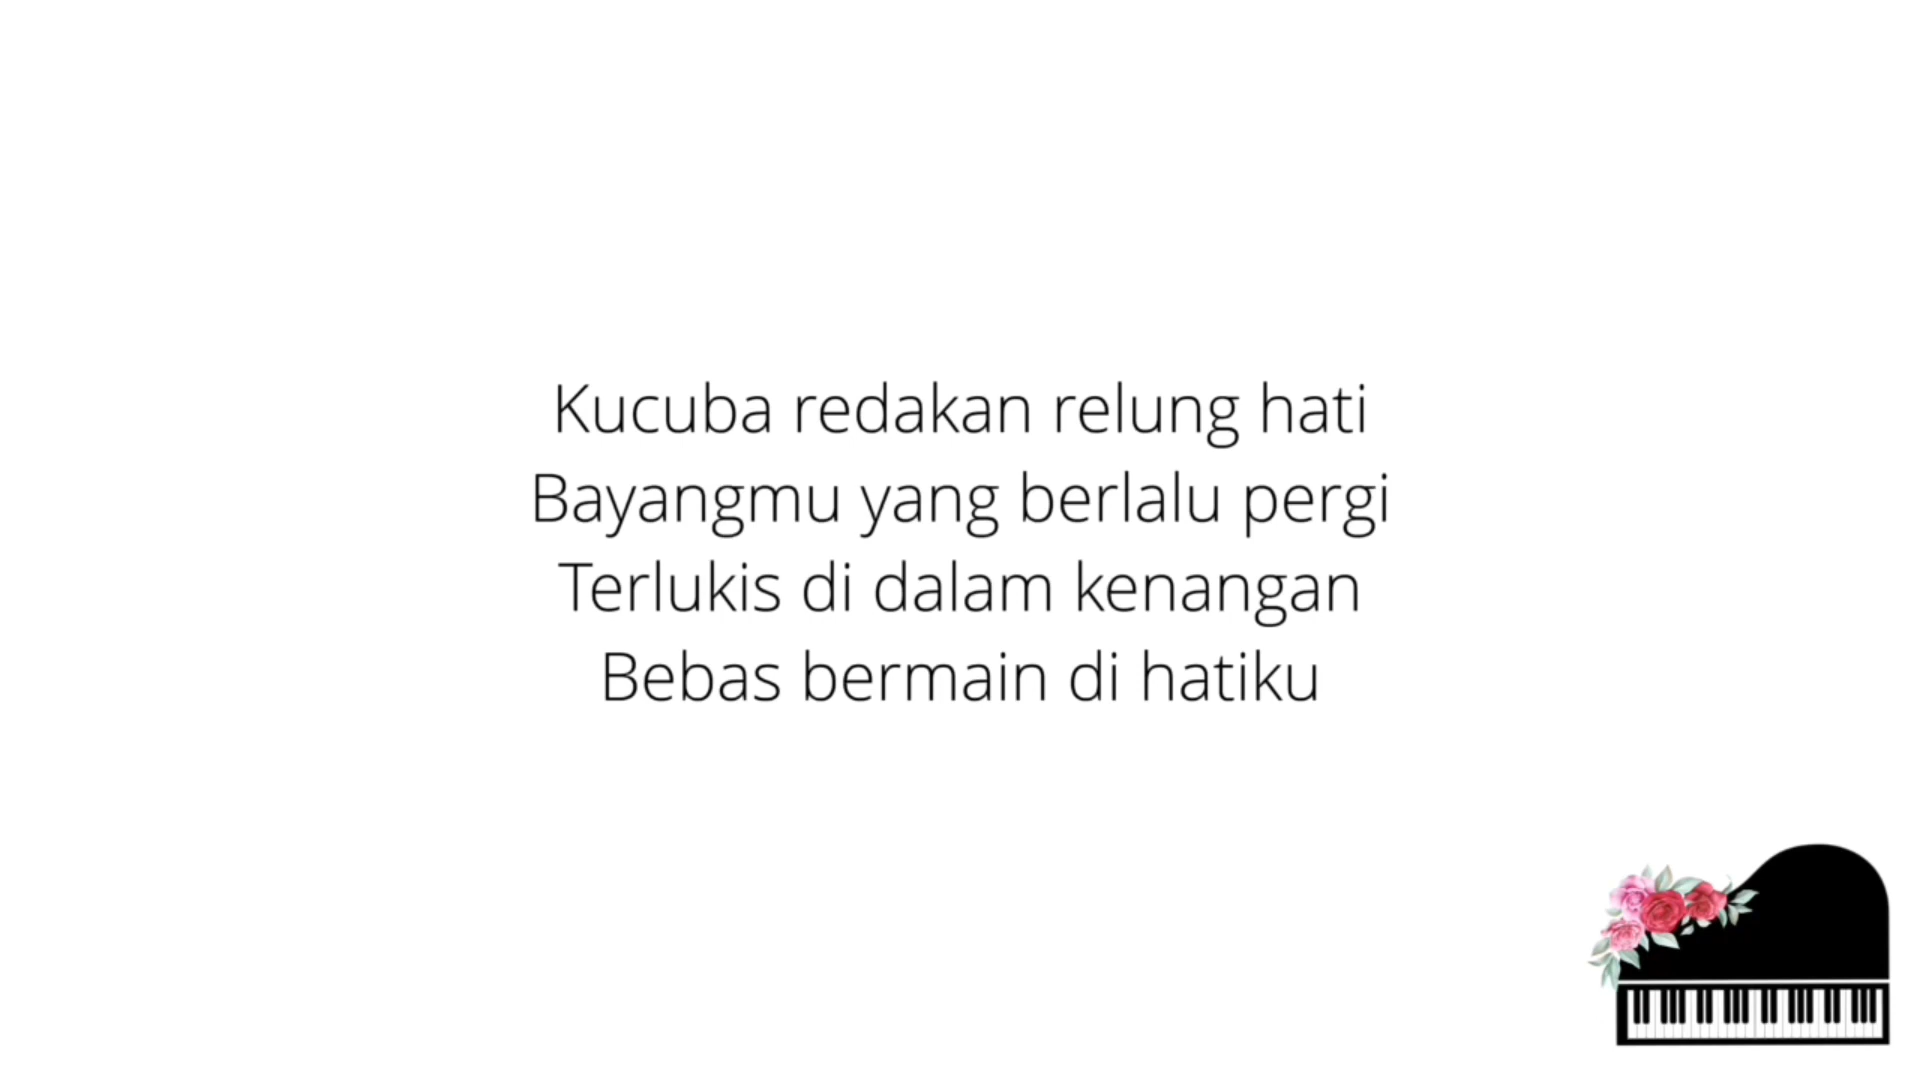 Kucuba redakan relung hati
Bayangmu yang berlalu pergi
Terlukis di dalam kenangan
Bebas bermain di hatiku